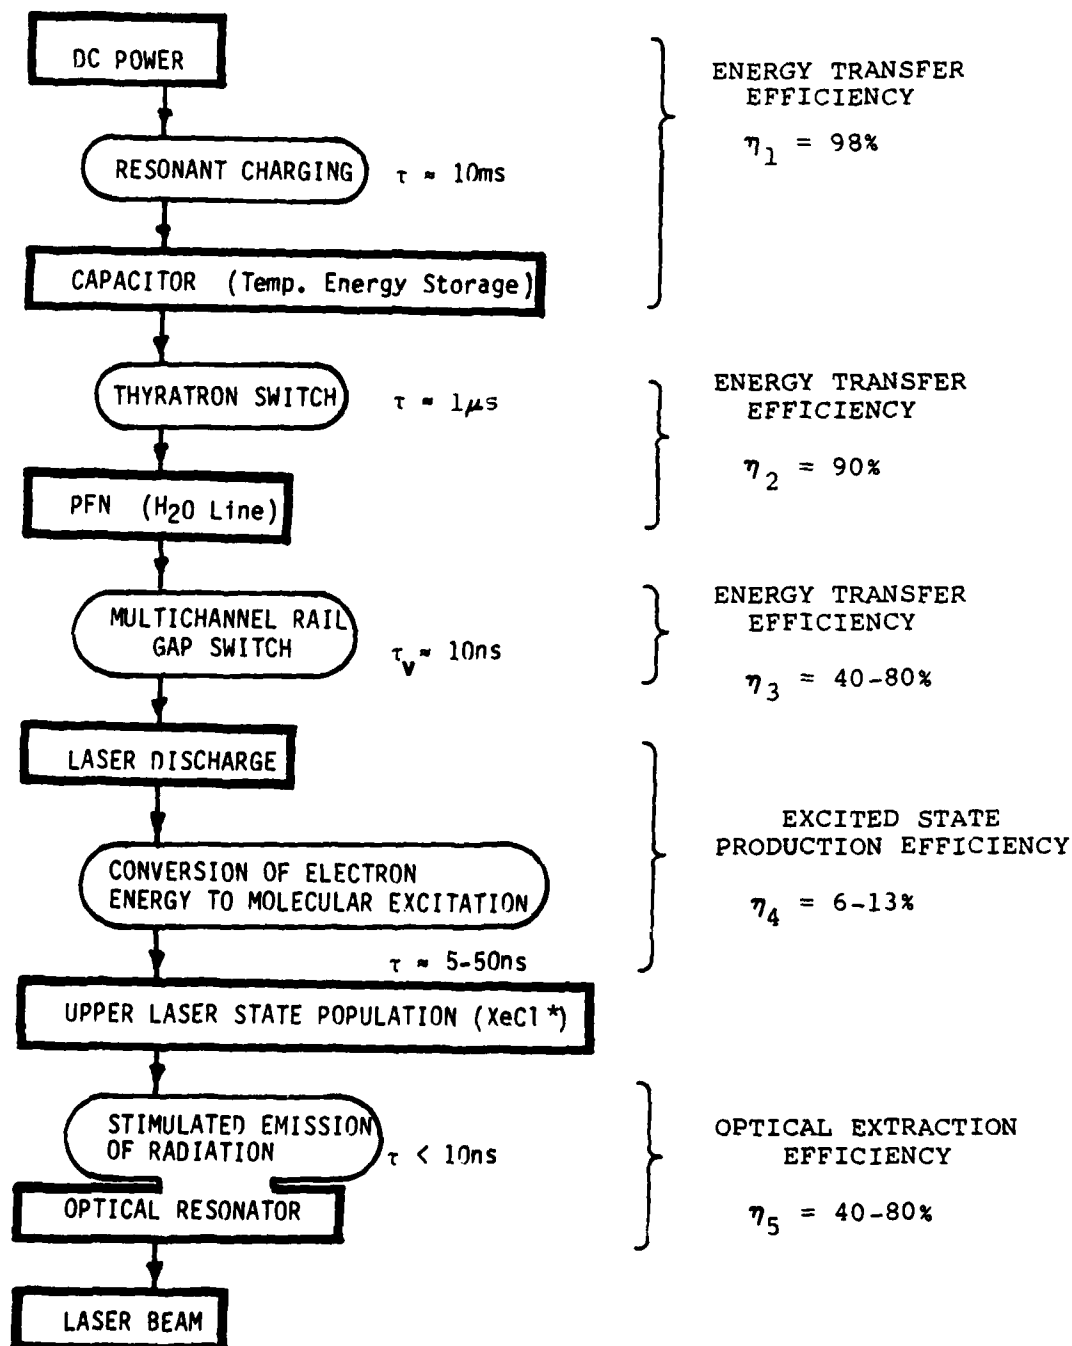 DC POWER
ENERGY TRANSFER
EFFICIENCY
η1 = 98%
RESONANT CHARGING
τ ≈ 10ms
CAPACITOR (Temp. Energy Storage)
THYRATRON SWITCH
τ ≈ 1μs
ENERGY TRANSFER
EFFICIENCY
η2 = 90%
PFN (H2O Line)
MULTICHANNEL RAIL
GAP SWITCH
τv ≈ 10ns
ENERGY TRANSFER
EFFICIENCY
η3 = 40-80%
LASER DISCHARGE
CONVERSION OF ELECTRON
ENERGY TO MOLECULAR EXCITATION
τ ≈ 5-50ns
EXCITED STATE
PRODUCTION EFFICIENCY
η4 = 6-13%
UPPER LASER STATE POPULATION (XeCl*)
STIMULATED EMISSION
OF RADIATION
τ < 10ns
OPTICAL EXTRACTION
EFFICIENCY
η5 = 40-80%
OPTICAL RESONATOR
LASER BEAM